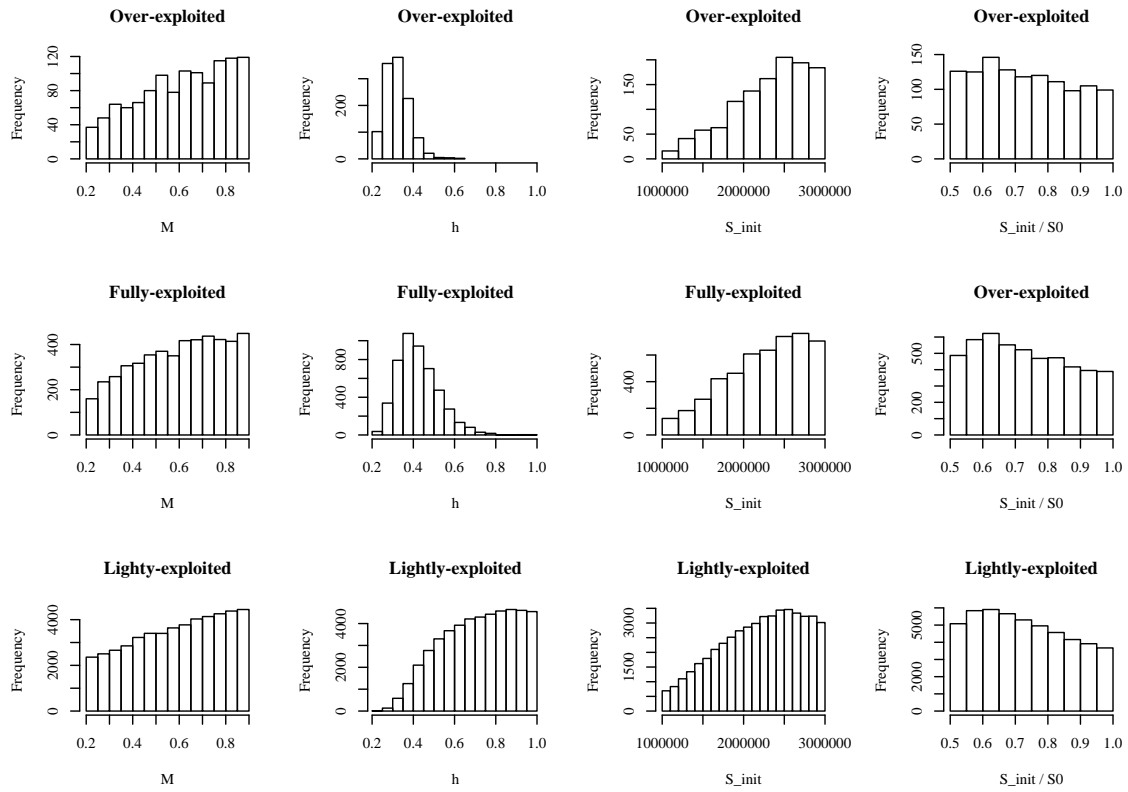 Over-exploited Over-exploited Over-exploited Over-exploited
Frequency Frequency Frequency Frequency
0 40 80 120
0 200
0 50 150
0 50 100 150
0.2 0.4 0.6 0.8
0.2 0.4 0.6 0.8 1.0
1000000 2000000 3000000
0.5 0.6 0.7 0.8 0.9 1.0
M h S_init S_init / S0
Fully-exploited Fully-exploited Fully-exploited Over-exploited
Frequency Frequency Frequency Frequency
0 200 400
0 400 800
0 400
0 200 500
0.2 0.4 0.6 0.8
0.2 0.4 0.6 0.8 1.0
1000000 2000000 3000000
0.5 0.6 0.7 0.8 0.9 1.0
M h S_init S_init / S0
Lighty-exploited Lightly-exploited Lightly-exploited Lightly-exploited
Frequency Frequency Frequency Frequency
0 2000 4000
0 2000 4000
0 1500 3000
0 2000 5000
0.2 0.4 0.6 0.8
0.2 0.4 0.6 0.8 1.0
1000000 2000000 3000000
0.5 0.6 0.7 0.8 0.9 1.0
M h S_init S_init / S0